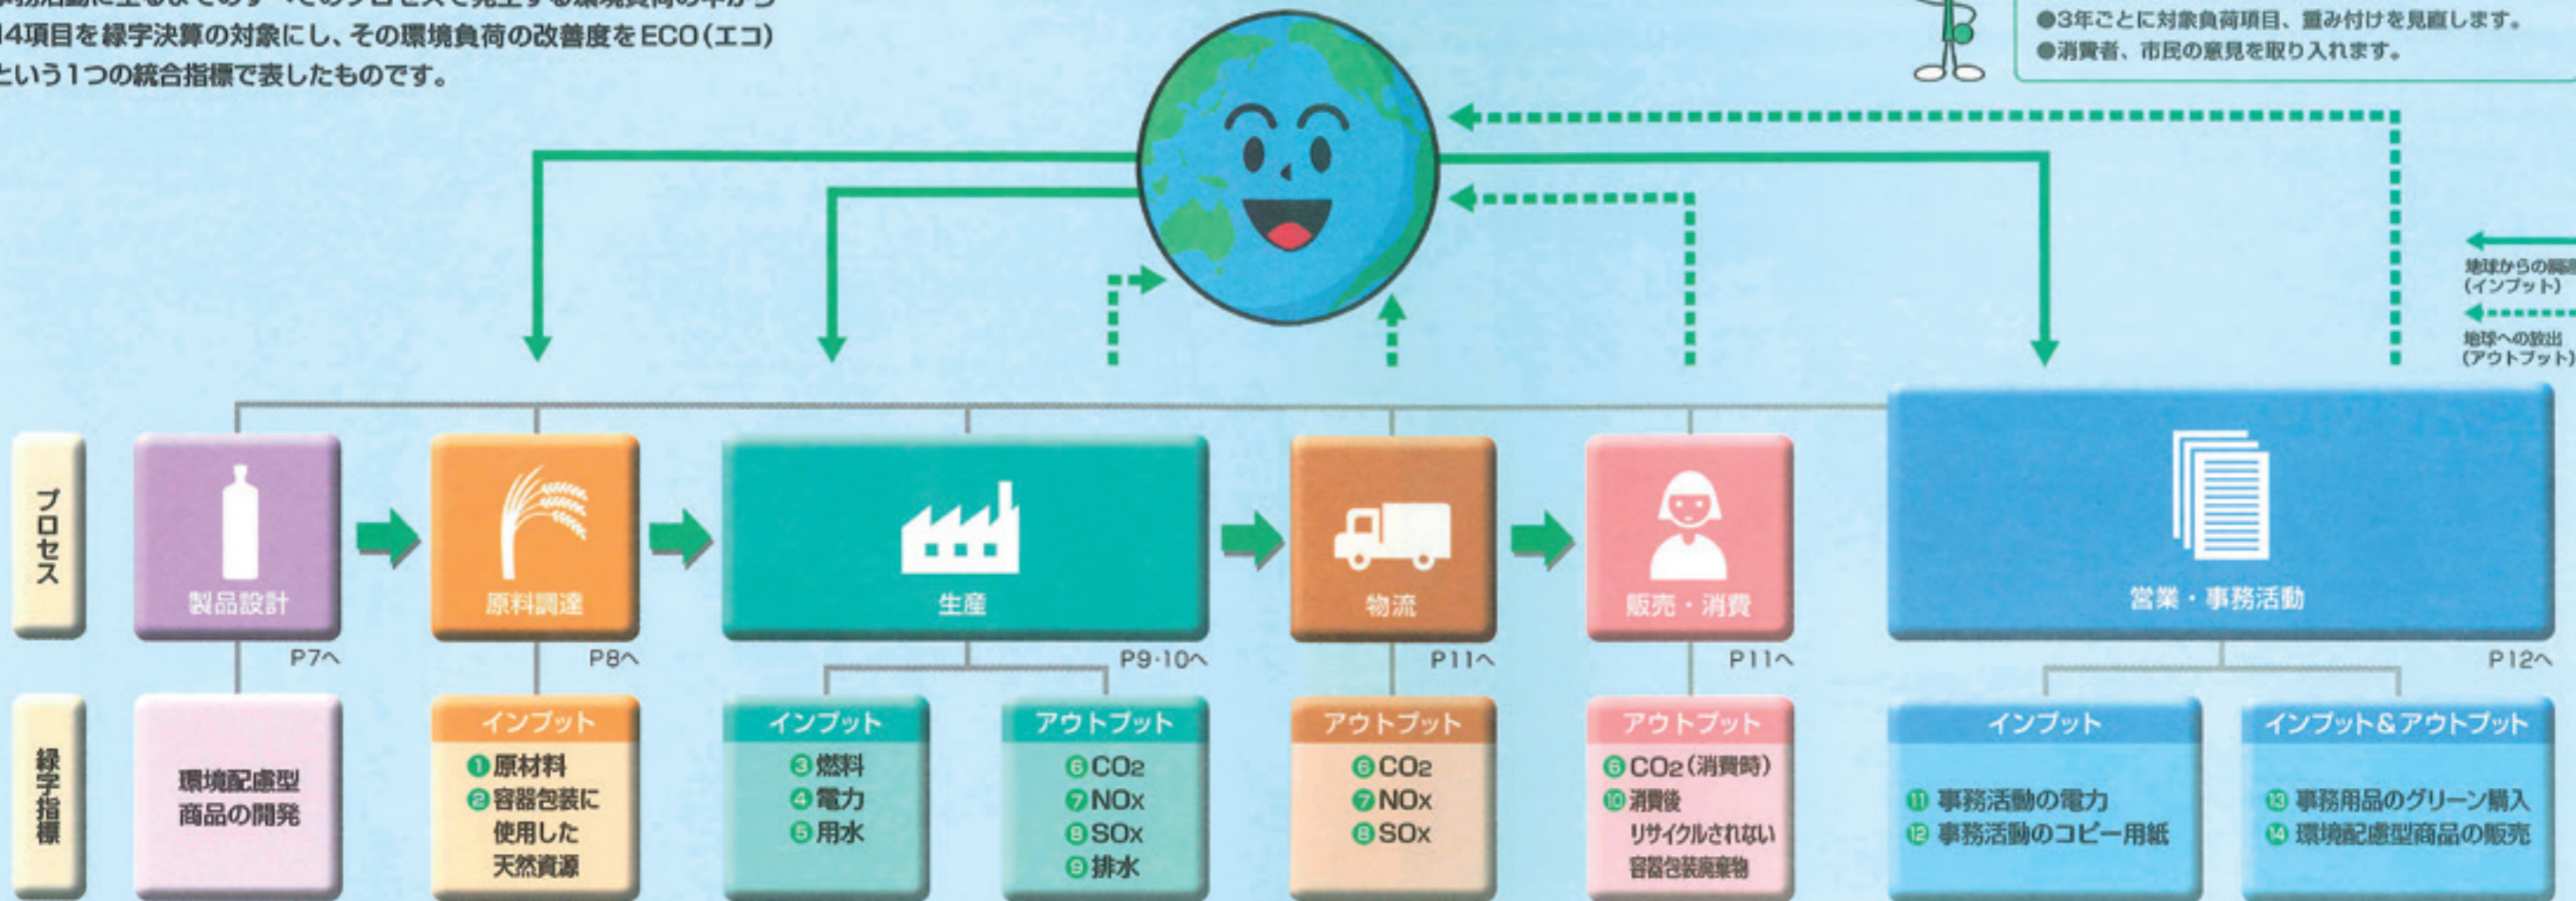 14項目を緑字決算の対象にし、その環境負荷の改善度をECO(エコ)
という1つの統合指標で表したものです。
●3年ごとに対象負荷項目、重み付けを見直します。
●消費者、市民の意見を取り入れます。
地球からの
(インプット)
地球への放出
(アウトプット)
プロセス
製品設計
原料調達
生産
物流
販売・消費
営業・事務活動
P7へ
P8へ
P9·10へ
P11へ
P11へ
P12へ
緑字指標
環境配慮型
商品の開発
インプット
❶原材料
❷容器包装に
使用した
天然資源
インプット
❸燃料
❹電力
❺用水
アウトプット
❻CO2
❼NOx
❽SOx
❾排水
アウトプット
❻CO2
❼NOx
❽SOx
アウトプット
❻CO2(消費時)
❿消費後
リサイクルされない
容器包装廃棄物
インプット
⓫事務活動の電力
⓬事務活動のコピー用紙
インプット&アウトプット
⓭事務用品のグリーン購入
⓮環境配慮型商品の販売